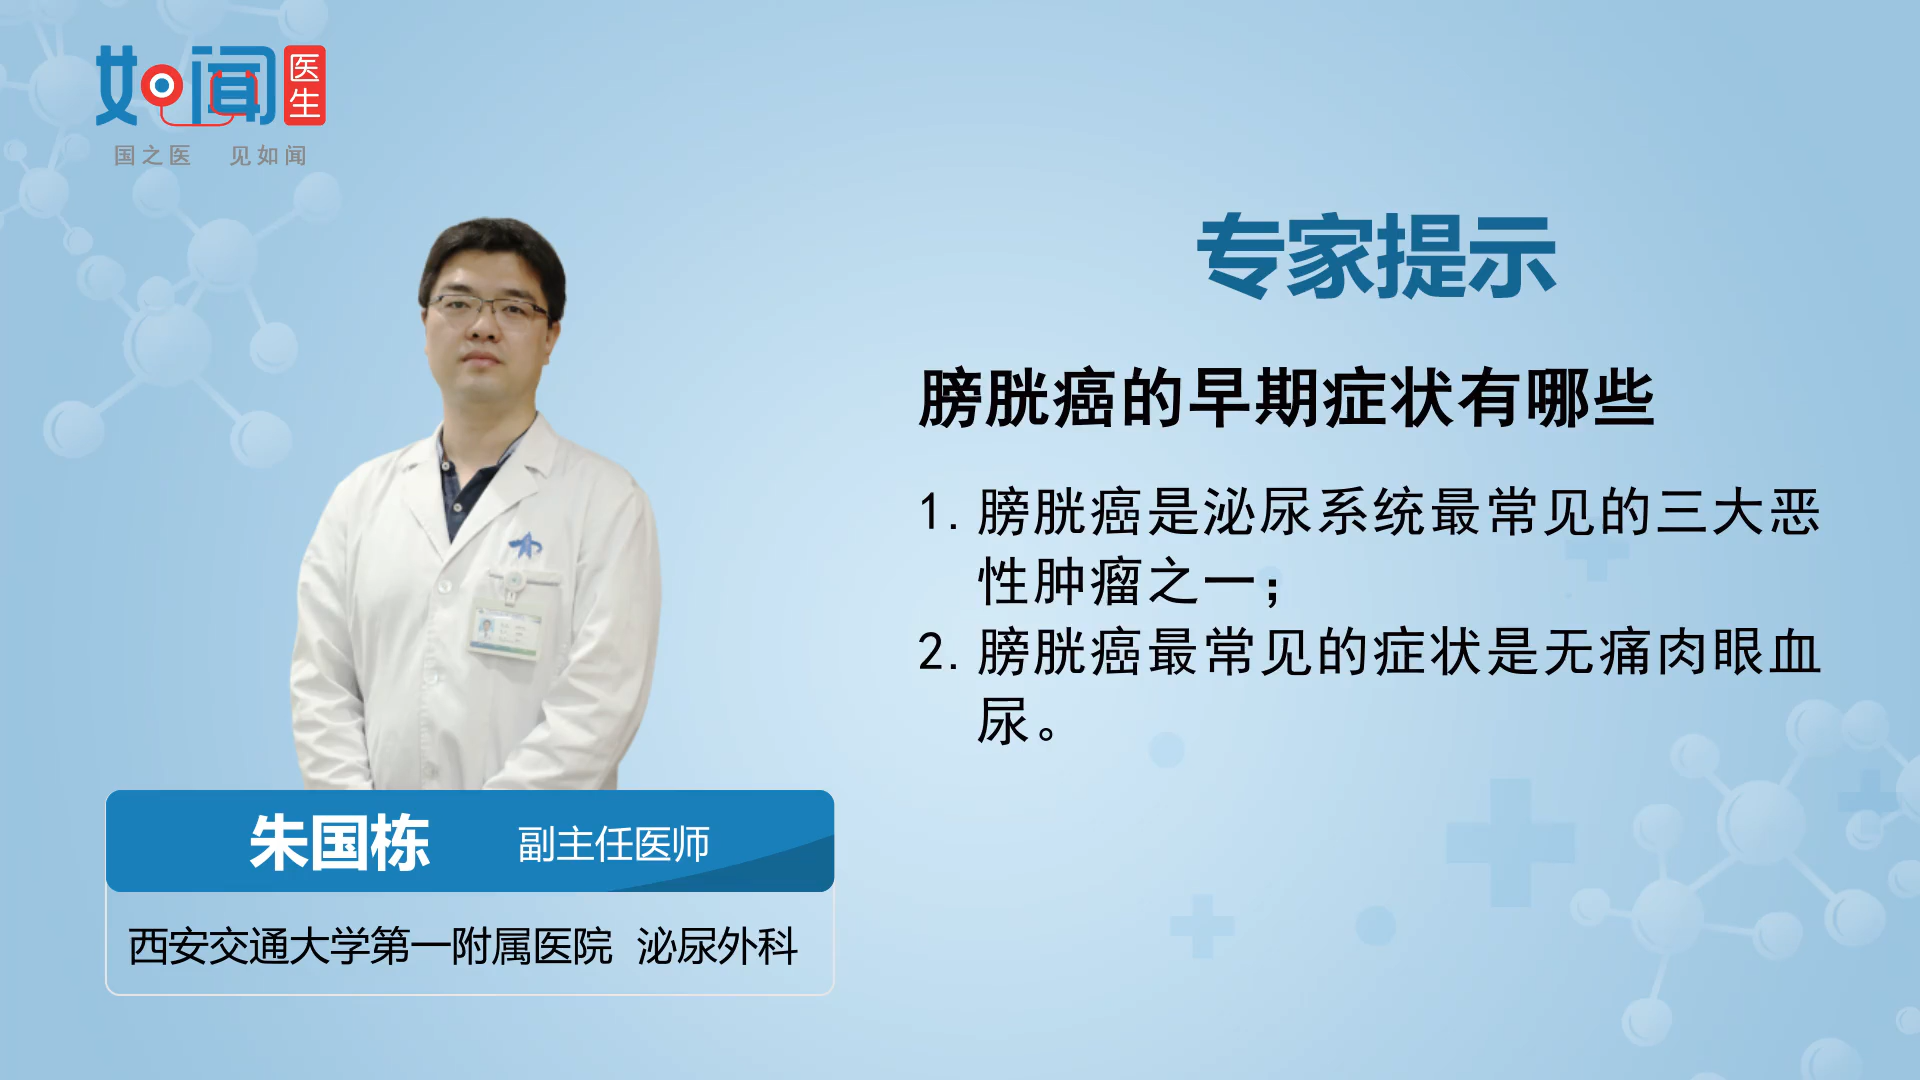 如闻
医生
国之医 见如闻
专家提示
膀胱癌的早期症状有哪些
1.膀胱癌是泌尿系统最常见的三大恶
性肿瘤之一；
2.膀胱癌最常见的症状是无痛肉眼血
尿。
朱国栋 副主任医师
西安交通大学第一附属医院 泌尿外科